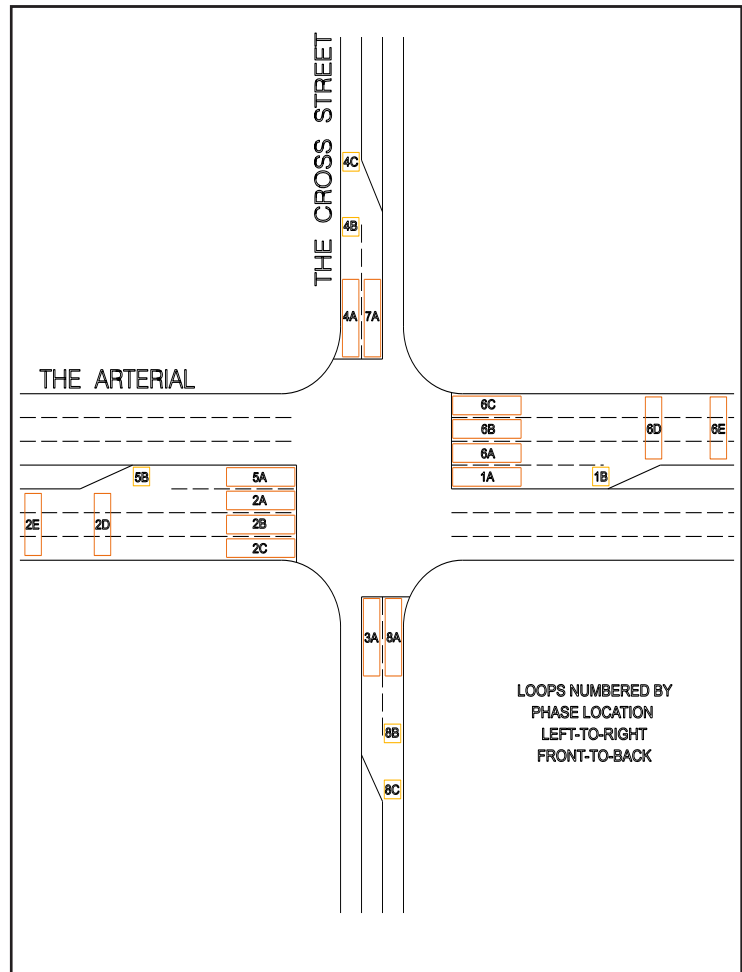 THE CROSS STREET
4C
4B
4A
7A
THE ARTERIAL
6C
6B
6D
6E
6A
5B
5A
1A
1B
2A
2E
2D
2B
2C
3A
8A
LOOPS NUMBERED BY
PHASE LOCATION
LEFT-TO-RIGHT
FRONT-TO-BACK
8B
8C